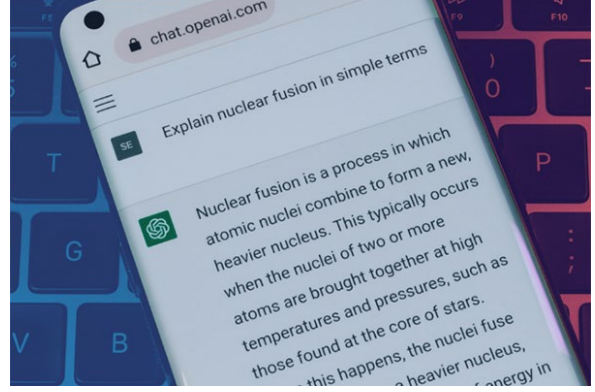 F5
F9
F10
chat.openai.com
SE
Explain nuclear fusion in simple terms
Nuclear fusion is a process in which
atomic nuclei combine to form a new,
heavier nucleus. This typically occurs
when the nuclei of two or more
atoms are brought together at high
temperatures and pressures, such as
those found at the core of stars.
this happens, the nuclei fuse
heavier nucleus,
energy in
T
G
V
B
)
0
P
:
;